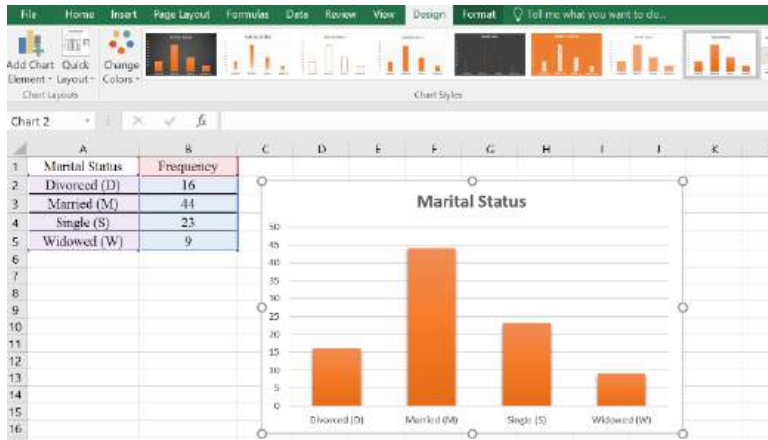 File Home Insert Page Layout Formulas Data Review View Design Format Tell me what you want to do...
Add Chart Element Quick Layout Change Colors
Chart Layouts Chart Styles
Chart 2 fx
A B C D E F G H I J K
1 Marital Status Frequency
2 Divorced (D) 16
3 Married (M) 44
4 Single (S) 23
5 Widowed (W) 9
6
7
8
9
10
11
12
13
14
15
16
Marital Status
50
45
40
35
30
25
20
15
10
5
0
Divorced (D) Married (M) Single (S) Widowed (W)